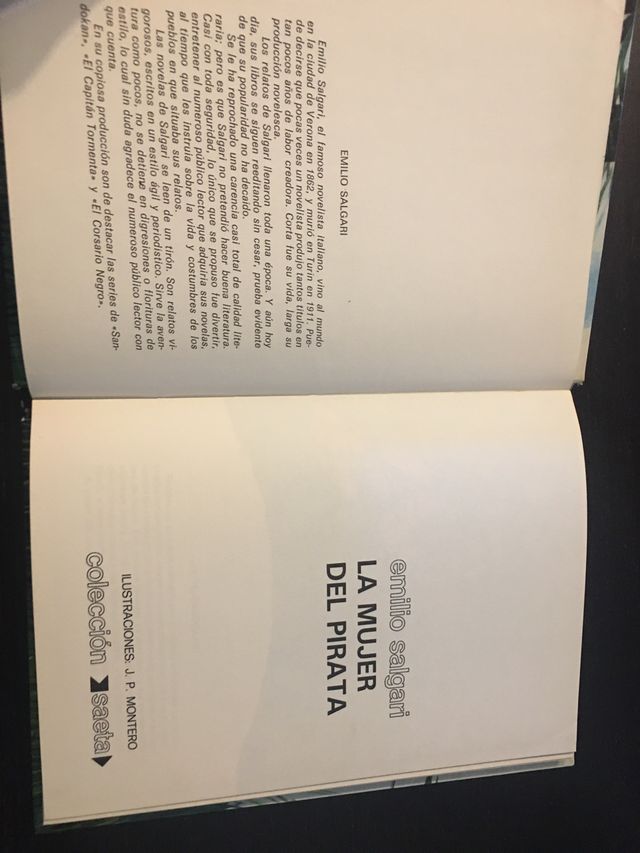 EMILIO SALGARI
Emilio Salgari, el famoso novelista italiano, vino al mundo
en la ciudad de Verona en 1862, y murió en Turín en 1911. Pue-
de decirse que pocas veces un novelista produjo tantos títulos en
tan pocos años de labor creadora. Corta fue su vida, larga su
producción novelesca.
Los relatos de Salgari llenaron toda una época. Y aún hoy
día, sus libros se siguen reeditando sin cesar, prueba evidente
de que su popularidad no ha decaído.
Se le ha reprochado una carencia casi total de calidad lite-
raria; pero es que Salgari no pretendió hacer buena literatura.
Casi con toda seguridad, lo único que se propuso fue divertir,
entretener al numeroso público lector que adquiría sus novelas,
al tiempo que les instruía sobre la vida y costumbres de los
pueblos en que situaba sus relatos.
Las novelas de Salgari se leen de un tirón. Son relatos vi-
gorosos, escritos en un estilo ágil y periodístico. Sirve la aven-
tura como pocos, no se detiene en digresiones o florituras de
estilo, lo cual sin duda agradece el numeroso público lector con
que cuenta.
En su copiosa producción son de destacar las series de «San-
dokan», «El Capitán Tormenta» y «El Corsario Negro».
emilio salgari
LA MUJER
DEL PIRATA
ILUSTRACIONES: J. P. MONTERO
colección saeta